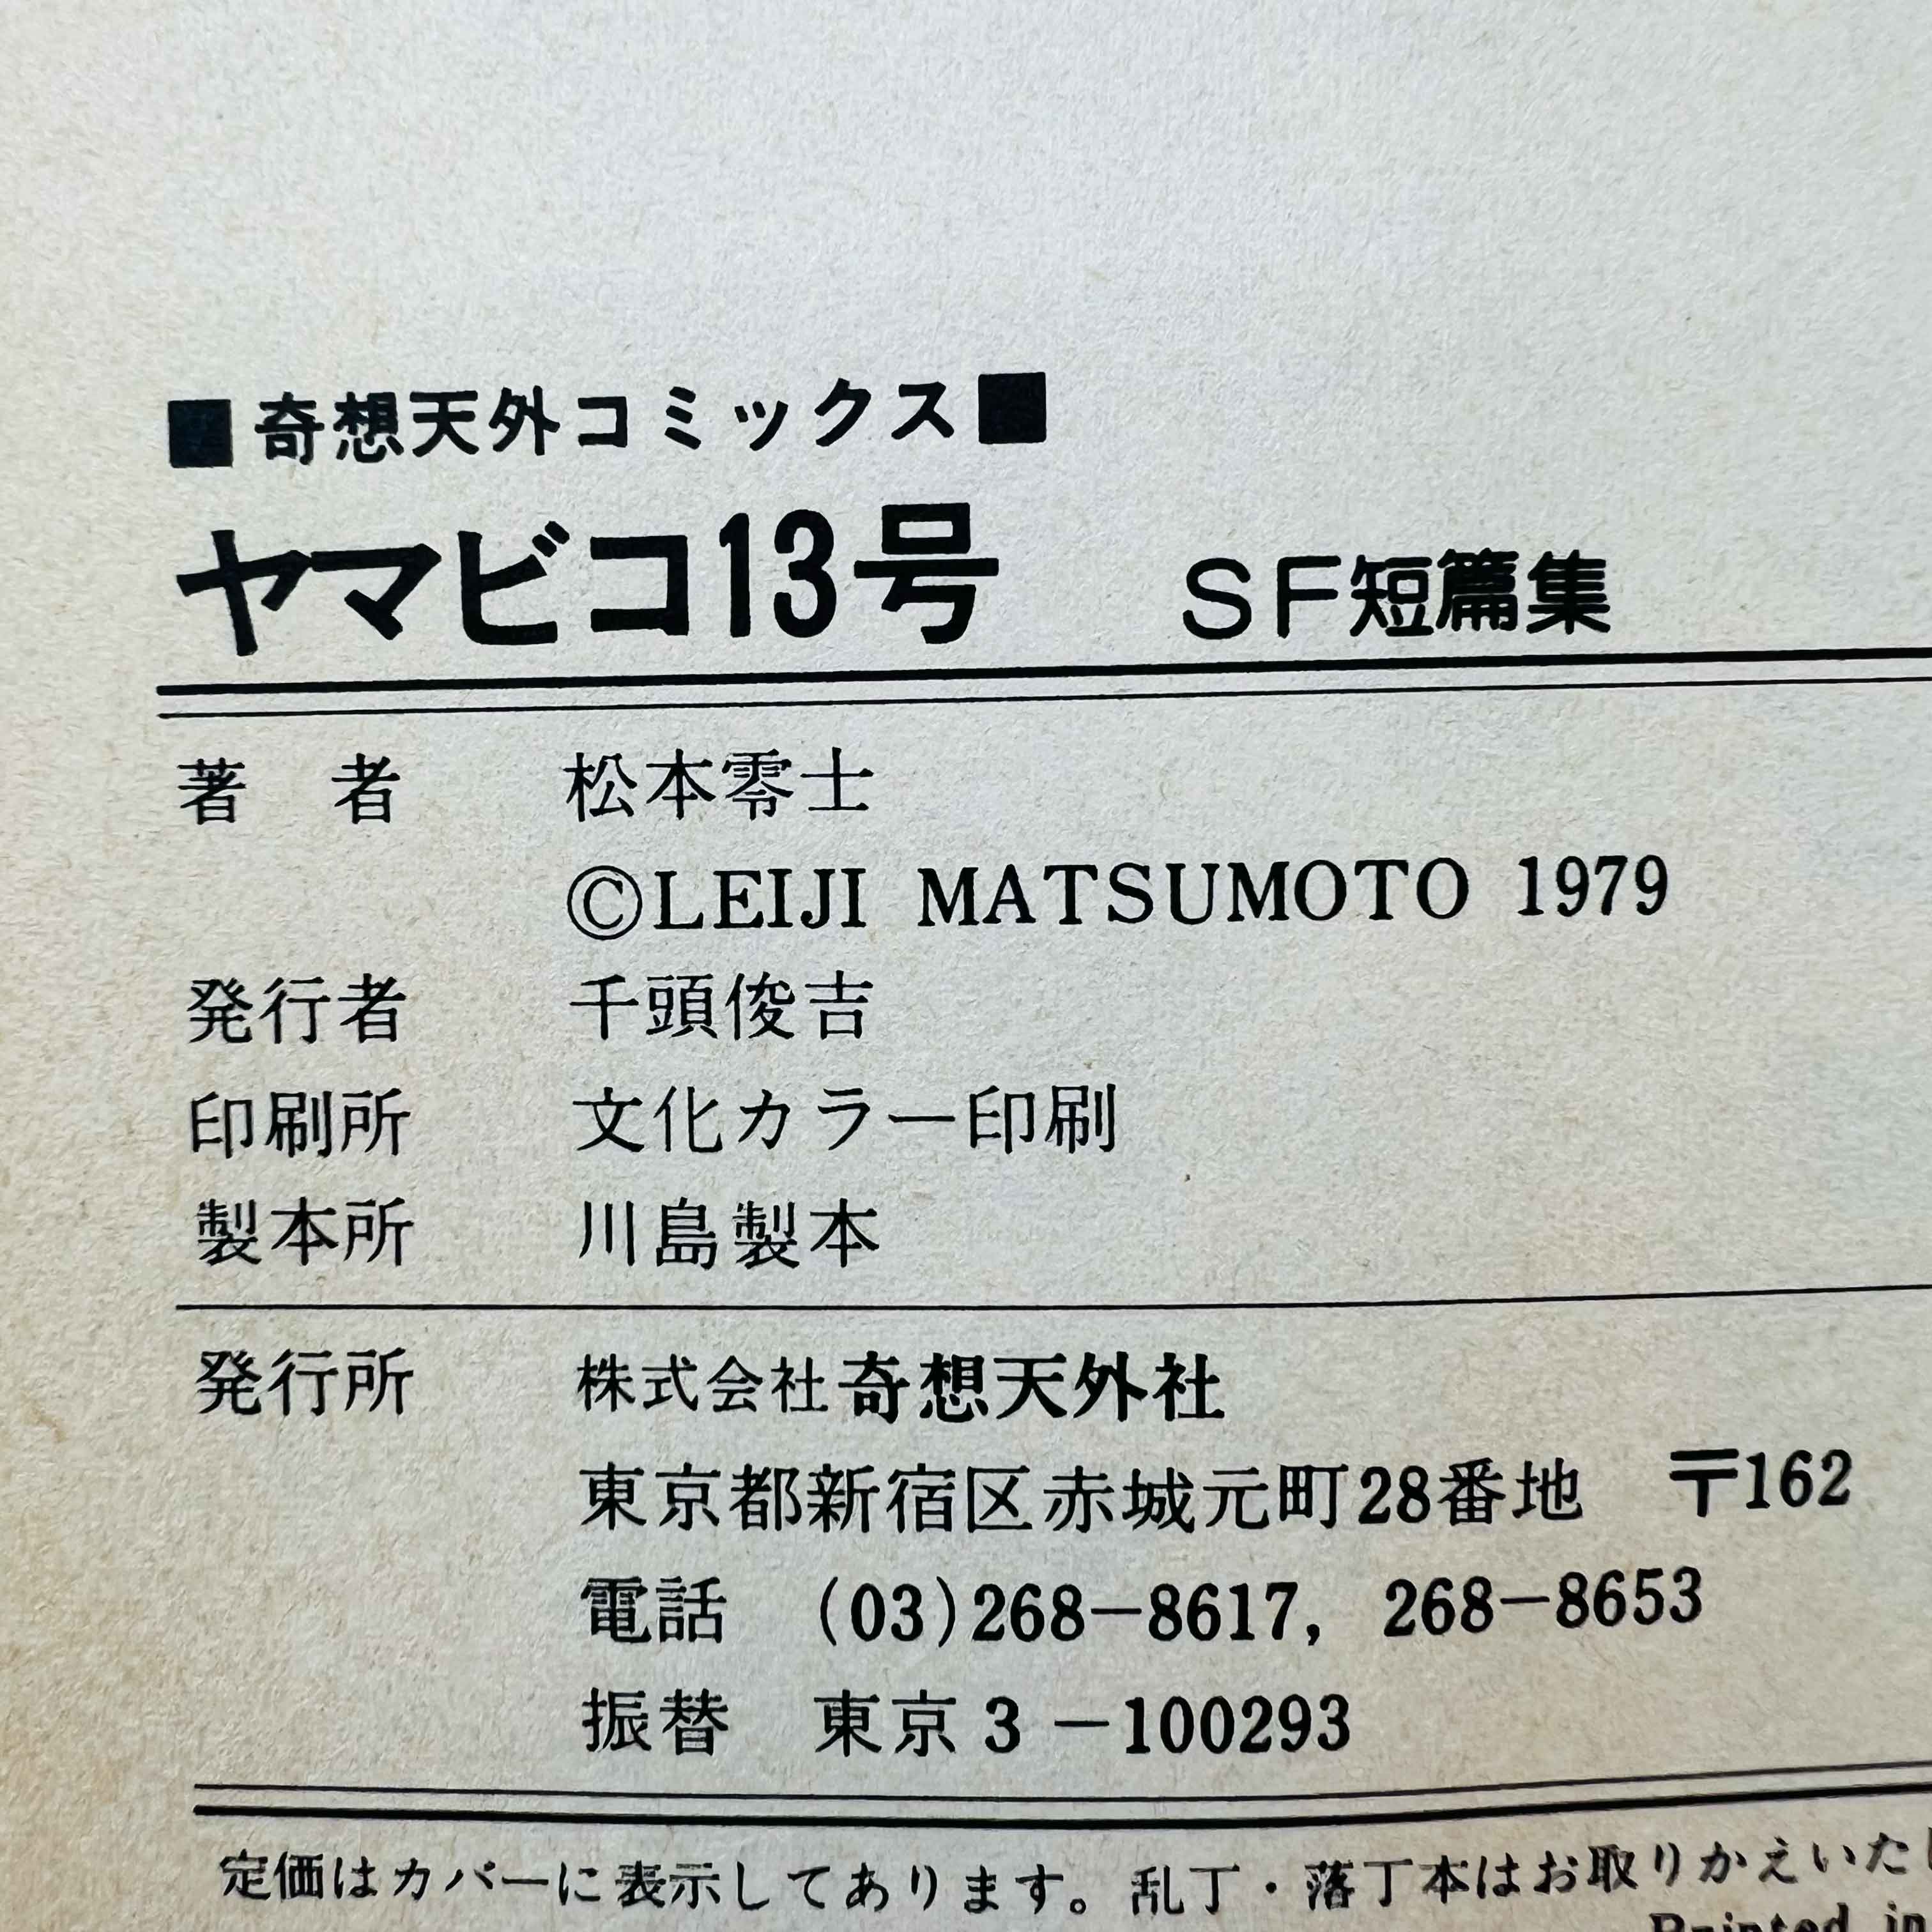 ■奇想天外コミックス■
ヤマビコ13号 SF短篇集
著者 松本零士
©LEIJI MATSUMOTO 1979
発行者 千頭俊吉
印刷所 文化カラー印刷
製本所 川島製本
発行所 株式会社奇想天外社
東京都新宿区赤城元町28番地 〒162
電話 (03)268-8617, 268-8653
振替 東京3-100293
定価はカバーに表示してあります。乱丁・落丁本はお取りかえいた
Printed in